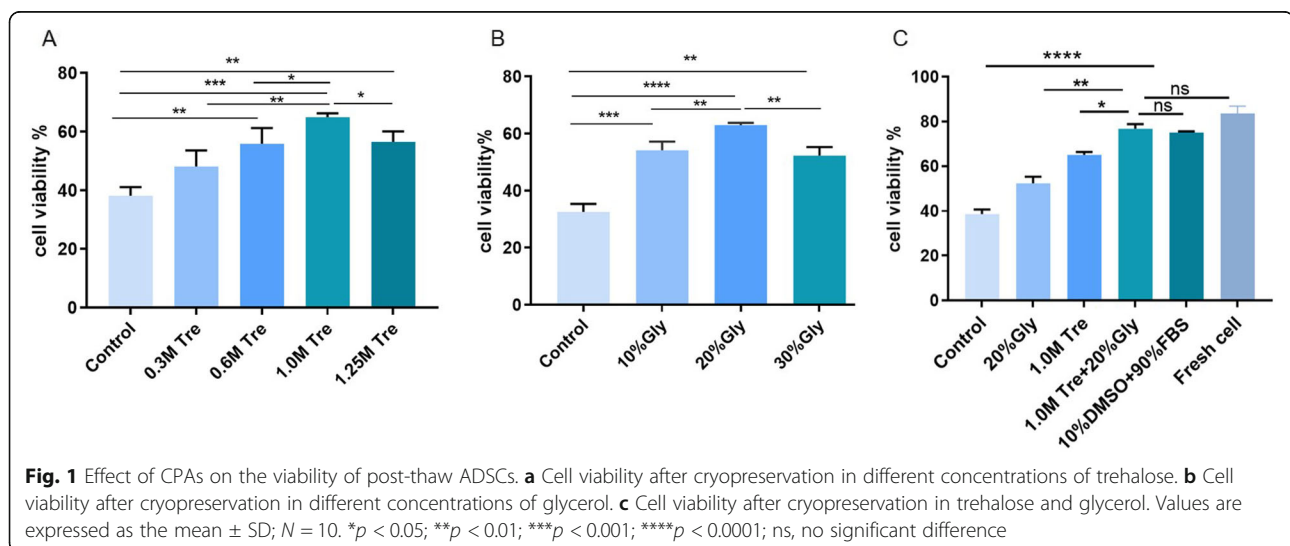 A
B
C
**
***
*
**
*
**
**
****
**
**
***
****
**
ns
*
ns
cell viability %
80
60
40
20
0
Control
0.3M Tre
0.6M Tre
1.0M Tre
1.25M Tre
cell viability%
80
60
40
20
0
Control
10%Gly
20%Gly
30%Gly
cell viability %
100
80
60
40
20
0
Control
20%Gly
1.0M Tre
1.0M Tre+20%Gly
10%DMSO+90%FBS
Fresh cell
Fig. 1 Effect of CPAs on the viability of post-thaw ADSCs. a Cell viability after cryopreservation in different concentrations of trehalose. b Cell
viability after cryopreservation in different concentrations of glycerol. c Cell viability after cryopreservation in trehalose and glycerol. Values are
expressed as the mean ± SD; N = 10. *p < 0.05; **p < 0.01; ***p < 0.001; ****p < 0.0001; ns, no significant difference